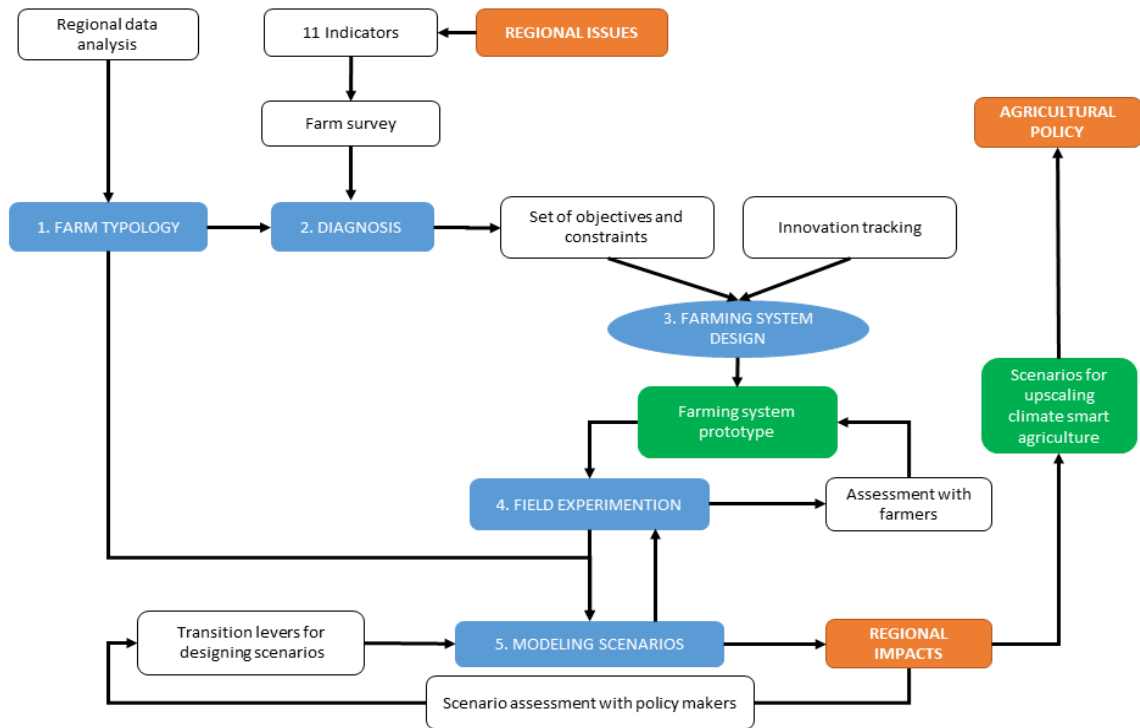 Regional data
analysis
11 Indicators
REGIONAL ISSUES
Farm survey
AGRICULTURAL
POLICY
1. FARM TYPOLOGY
2. DIAGNOSIS
Set of objectives and
constraints
Innovation tracking
3. FARMING SYSTEM
DESIGN
Farming system
prototype
Scenarios for
upscaling
climate smart
agriculture
4. FIELD EXPERIMENTION
Assessment with
farmers
Transition levers for
designing scenarios
5. MODELING SCENARIOS
REGIONAL
IMPACTS
Scenario assessment with policy makers